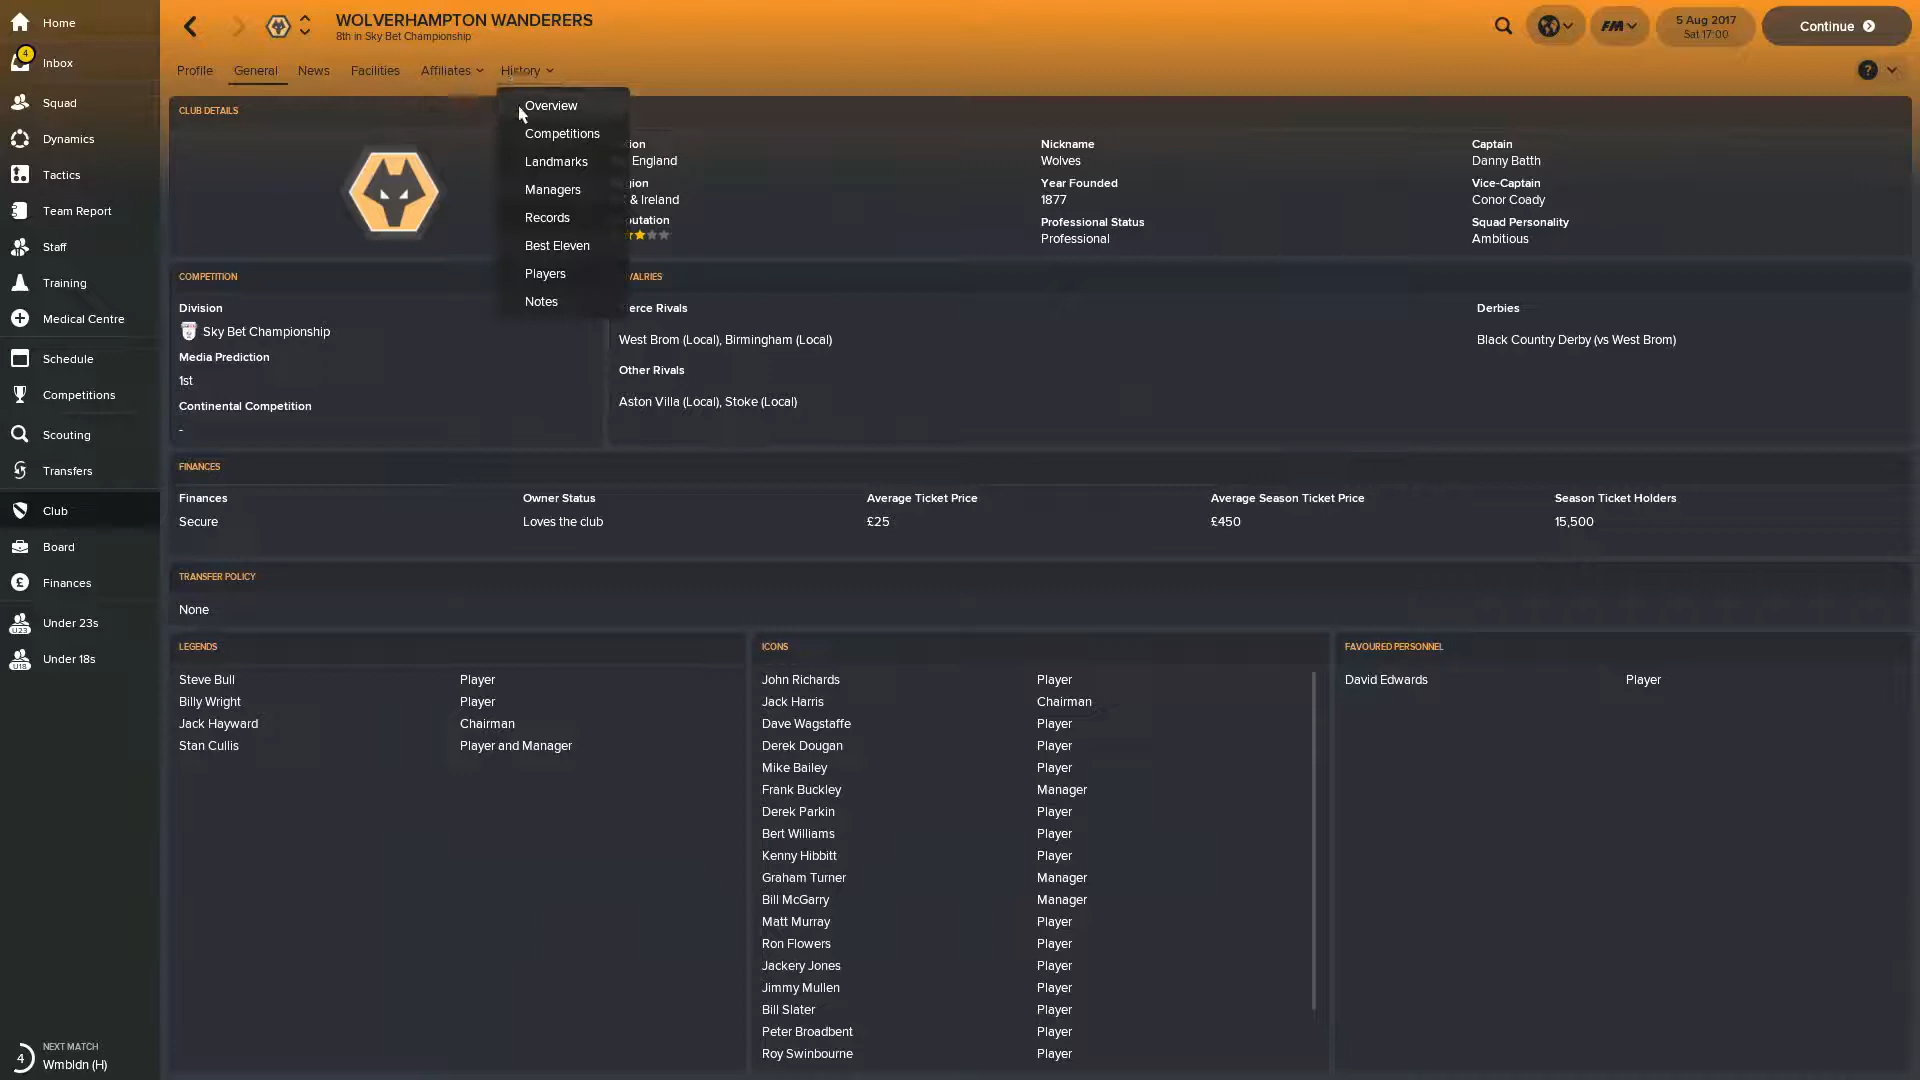 Home
4
Inbox
Squad
Dynamics
Tactics
Team Report
Staff
Training
Medical Centre
Schedule
Competitions
Scouting
Transfers
Club
Board
Finances
U23
Under 23s
U18
Under 18s
4
NEXT MATCH
Wmbldn (H)
WOLVERHAMPTON WANDERERS
8th in Sky Bet Championship
FM
5 Aug 2017
Sat 17:00
Continue
Profile
General
News
Facilities
Affiliates
History
?
Overview
Competitions
Landmarks
Managers
Records
Best Eleven
Players
Notes
CLUB DETAILS
England
& Ireland
Nickname
Wolves
Year Founded
1877
Professional Status
Professional
Captain
Danny Batth
Vice-Captain
Conor Coady
Squad Personality
Ambitious
COMPETITION
Division
Sky Bet Championship
Media Prediction
1st
Continental Competition
-
Rivals
West Brom (Local), Birmingham (Local)
Other Rivals
Aston Villa (Local), Stoke (Local)
Derbies
Black Country Derby (vs West Brom)
FINANCES
Finances
Secure
Owner Status
Loves the club
Average Ticket Price
£25
Average Season Ticket Price
£450
Season Ticket Holders
15,500
TRANSFER POLICY
None
LEGENDS
Steve Bull Player
Billy Wright Player
Jack Hayward Chairman
Stan Cullis Player and Manager
ICONS
John Richards Player
Jack Harris Chairman
Dave Wagstaffe Player
Derek Dougan Player
Mike Bailey Player
Frank Buckley Manager
Derek Parkin Player
Bert Williams Player
Kenny Hibbitt Player
Graham Turner Manager
Bill McGarry Manager
Matt Murray Player
Ron Flowers Player
Jackery Jones Player
Jimmy Mullen Player
Bill Slater Player
Peter Broadbent Player
Roy Swinbourne Player
FAVOURED PERSONNEL
David Edwards Player